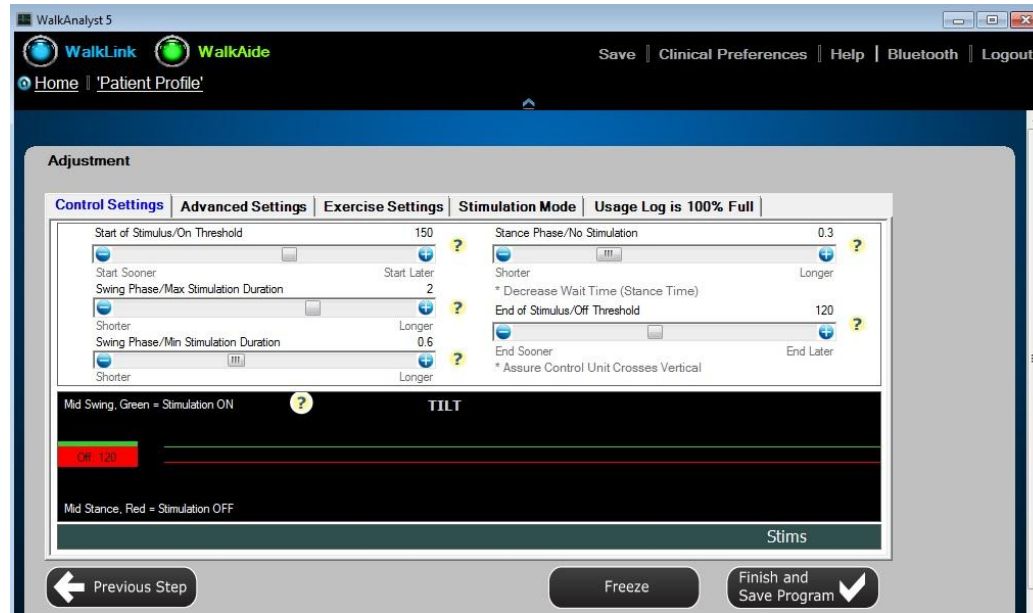 WalkAnalyst 5
WalkLink WalkAide Save | Clinical Preferences | Help | Bluetooth | Logout
Home | 'Patient Profile'
Adjustment
Control Settings Advanced Settings Exercise Settings Stimulation Mode Usage Log is 100% Full
Start of Stimulus/On Threshold 150 ?
Start Sooner Start Later
Swing Phase/Max Stimulation Duration 2 ?
Shorter Longer
Swing Phase/Min Stimulation Duration 0.6 ?
Shorter Longer
Stance Phase/No Stimulation 0.3 ?
Shorter Longer
* Decrease Wait Time (Stance Time)
End of Stimulus/Off Threshold 120 ?
End Sooner End Later
* Assure Control Unit Crosses Vertical
Mid Swing, Green = Stimulation ON ? TILT
Off: 120
Mid Stance, Red = Stimulation OFF
Stims
Previous Step Freeze Finish and
Save Program